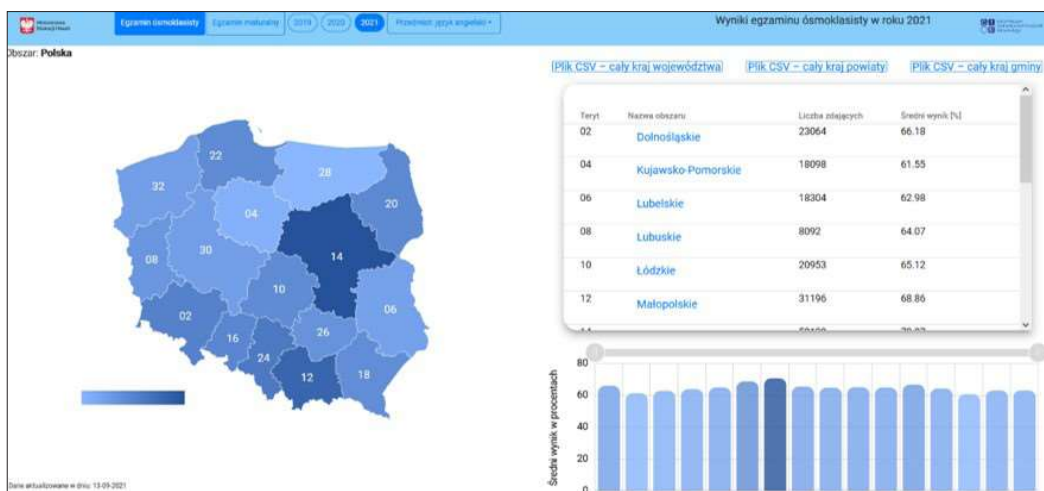 Ministerstwo
Edukacji i Nauki
Egzamin ósmoklasisty
Egzamin maturalny
2019
2020
2021
Przedmiot: język angielski
Wyniki egzaminu ósmoklasisty w roku 2021
Obszar: Polska
Plik CSV – cały kraj województwa
Plik CSV – cały kraj powiaty
Plik CSV – cały kraj gminy
Teryt Nazwa obszaru Liczba zdających Średni wynik [%]
02 Dolnośląskie 23064 66.18
04 Kujawsko-Pomorskie 18098 61.55
06 Lubelskie 18304 62.98
08 Lubuskie 8092 64.07
10 Łódzkie 20953 65.12
12 Małopolskie 31196 68.86
22
28
32
20
04
14
30
08
10
06
02
26
16
24
12
18
80
60
40
20
0
Średni wynik w procentach
Dane aktualizowane w dniu: 13-09-2021